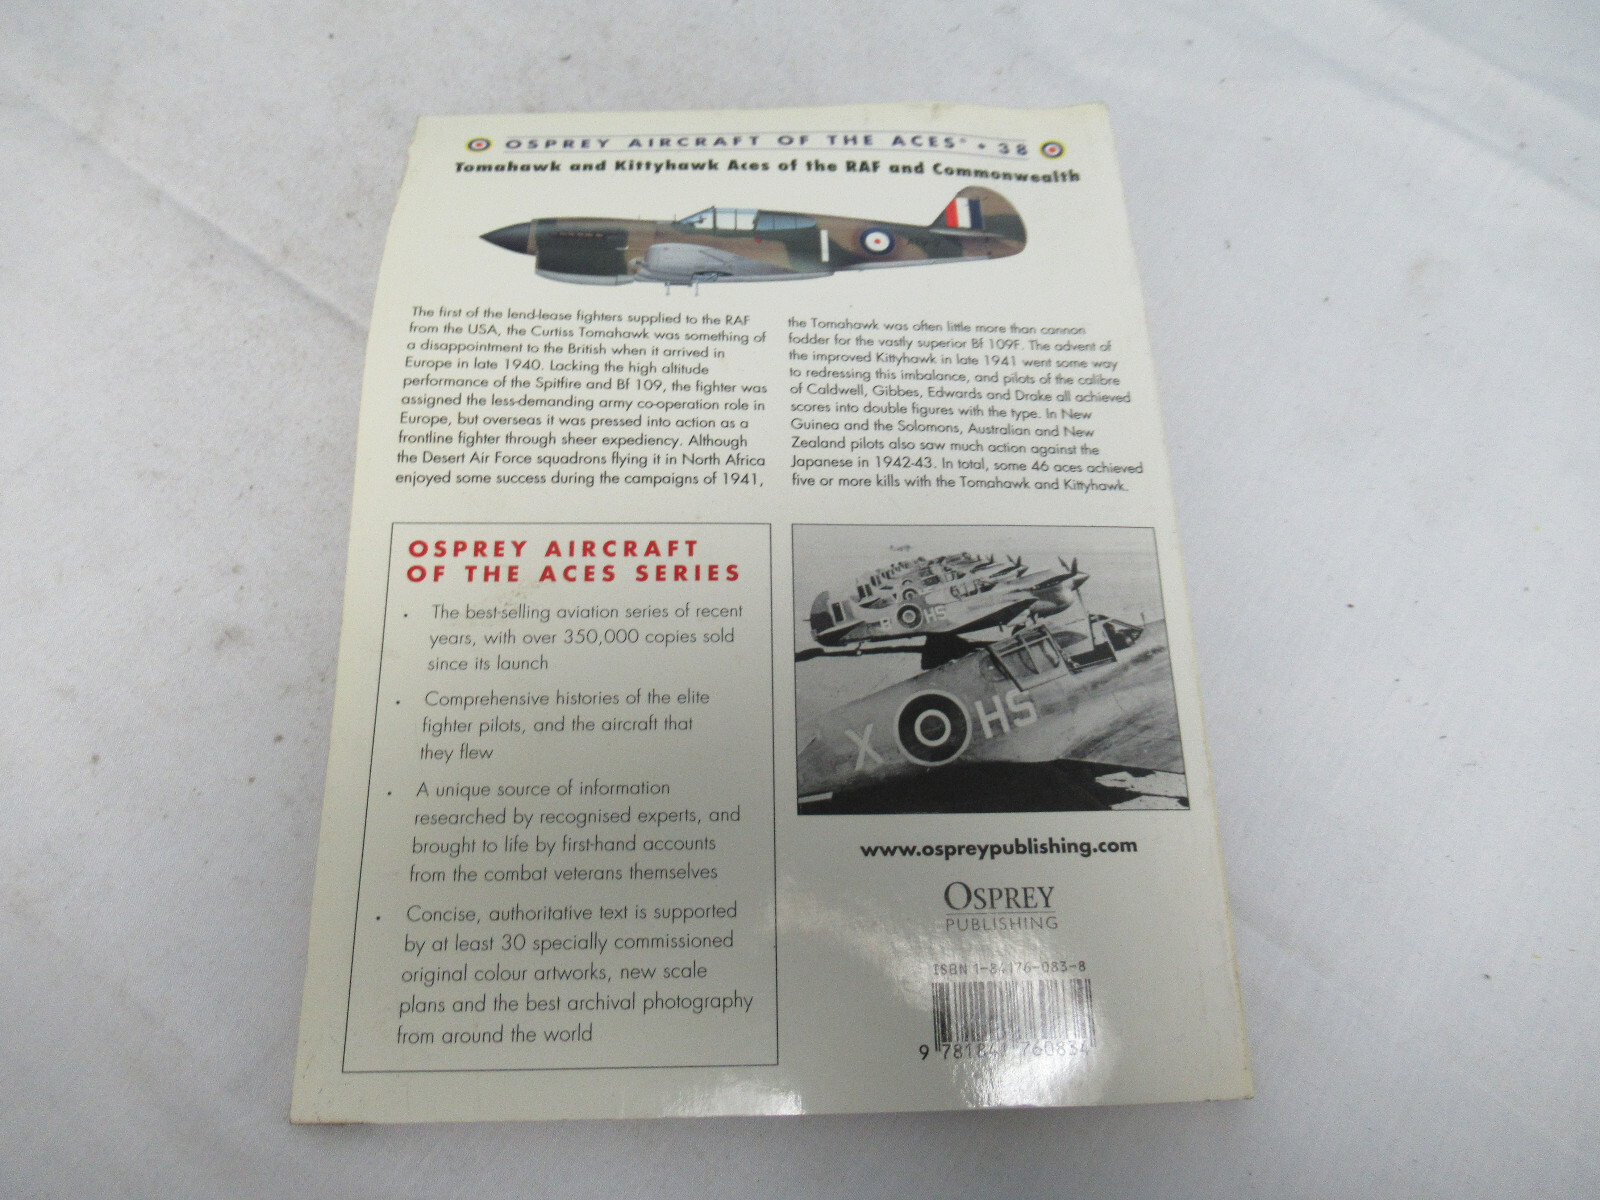 OSPREY AIRCRAFT OF THE ACES® • 38
Tomahawk and Kittyhawk Aces of the RAF and Commonwealth
The first of the lend-lease fighters supplied to the RAF
from the USA, the Curtiss Tomahawk was something of
a disappointment to the British when it arrived in
Europe in late 1940. Lacking the high altitude
performance of the Spitfire and Bf 109, the fighter was
assigned the less-demanding army co-operation role in
Europe, but overseas it was pressed into action as a
frontline fighter through sheer expediency. Although
the Desert Air Force squadrons flying it in North Africa
enjoyed some success during the campaigns of 1941,
the Tomahawk was often little more than cannon
fodder for the vastly superior Bf 109F. The advent of
the improved Kittyhawk in late 1941 went some way
to redressing this imbalance, and pilots of the calibre
of Caldwell, Gibbes, Edwards and Drake all achieved
scores into double figures with the type. In New
Guinea and the Solomons, Australian and New
Zealand pilots also saw much action against the
Japanese in 1942-43. In total, some 46 aces achieved
five or more kills with the Tomahawk and Kittyhawk.
OSPREY AIRCRAFT
OF THE ACES SERIES
• The best-selling aviation series of recent
years, with over 350,000 copies sold
since its launch
• Comprehensive histories of the elite
fighter pilots, and the aircraft that
they flew
• A unique source of information
researched by recognised experts, and
brought to life by first-hand accounts
from the combat veterans themselves
• Concise, authoritative text is supported
by at least 30 specially commissioned
original colour artworks, new scale
plans and the best archival photography
from around the world
B HS
X HS
www.ospreypublishing.com
OSPREY
PUBLISHING
ISBN 1-84176-083-8
9 781841 760834